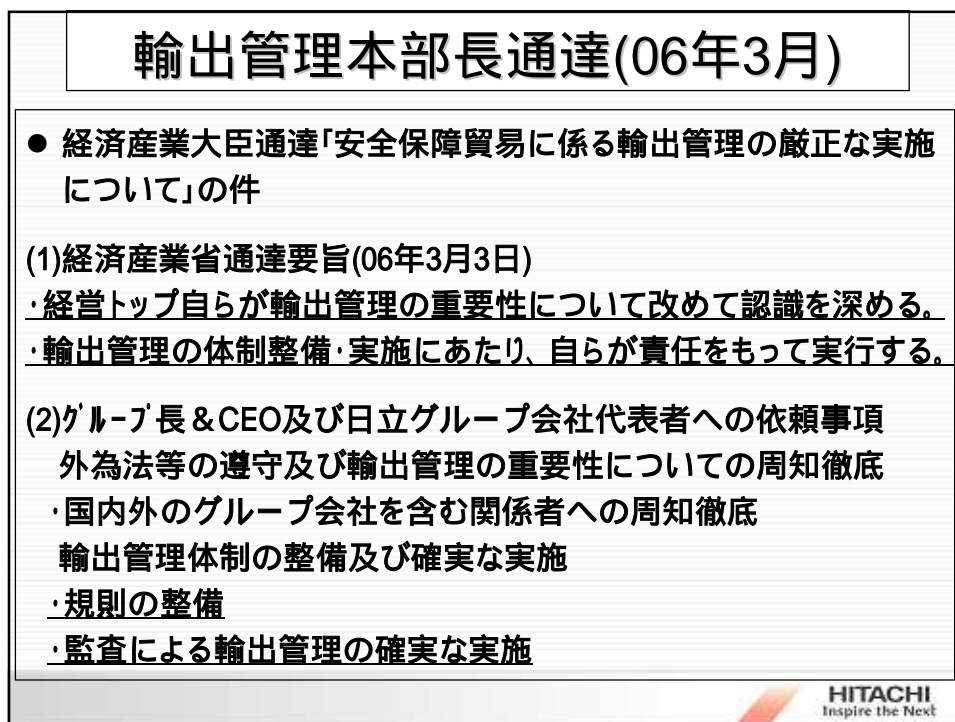 輸出管理本部長通達(06年3月)
● 経済産業大臣通達「安全保障貿易に係る輸出管理の厳正な実施
について」の件
(1)経済産業省通達要旨(06年3月3日)
・経営トップ自らが輸出管理の重要性について改めて認識を深める。
・輸出管理の体制整備・実施にあたり、自らが責任をもって実行する。
(2)グループ長&CEO及び日立グループ会社代表者への依頼事項
外為法等の遵守及び輸出管理の重要性についての周知徹底
・国内外のグループ会社を含む関係者への周知徹底
輸出管理体制の整備及び確実な実施
・規則の整備
・監査による輸出管理の確実な実施
HITACHI
Inspire the Next